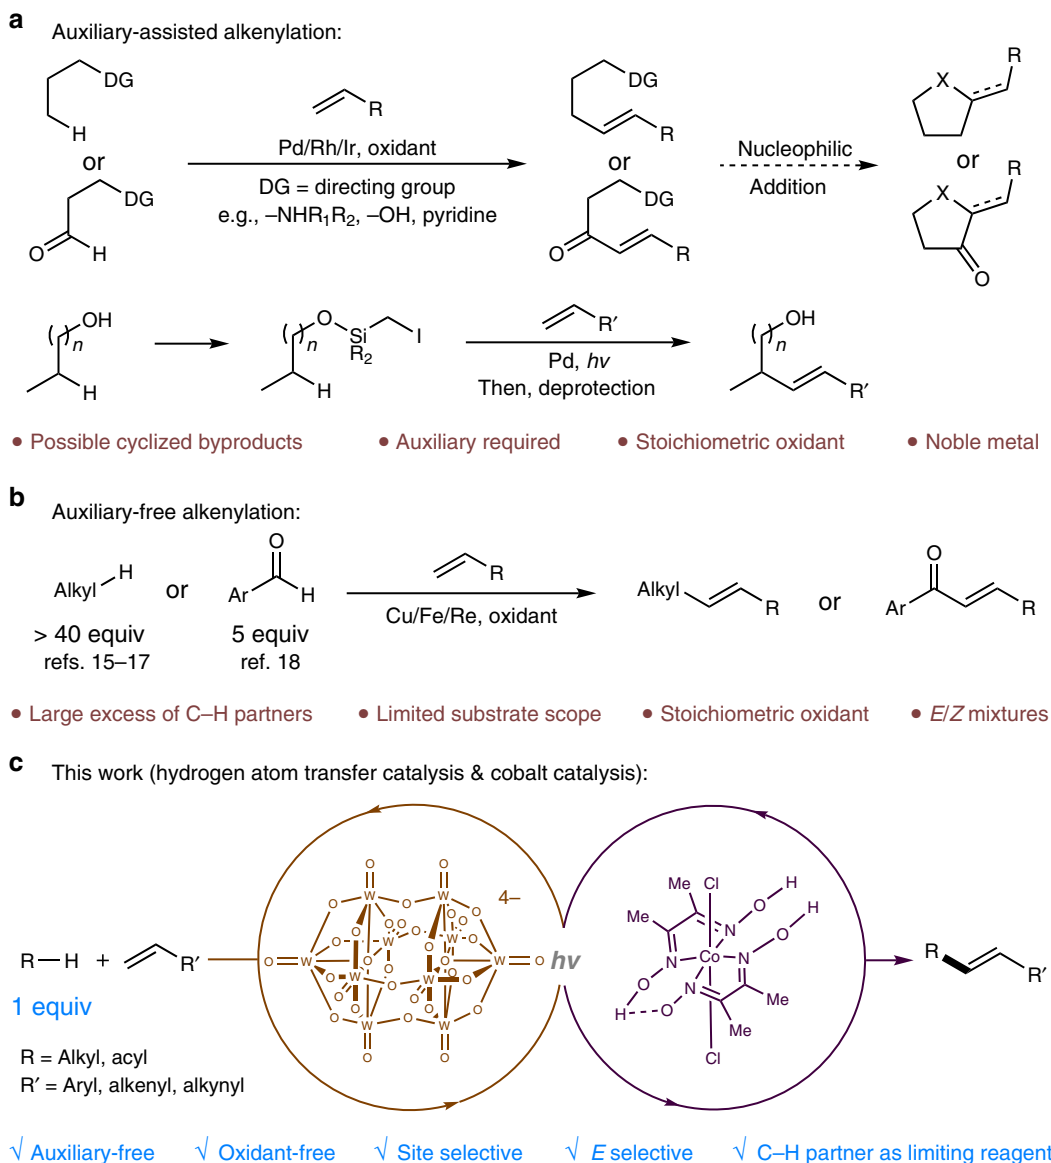 a
Auxiliary-assisted alkenylation:
DG
H
or
DG
O
H
R
Pd/Rh/Ir, oxidant
DG = directing group
e.g., –NHR1R2, –OH, pyridine
DG
R
or
DG
O
R
Nucleophilic
Addition
R
X
or
R
X
O
OH
( )n
H
O
Si
I
( )n
R2
H
R′
Pd, hv
Then, deprotection
OH
( )n
R′
• Possible cyclized byproducts
• Auxiliary required
• Stoichiometric oxidant
• Noble metal
b
Auxiliary-free alkenylation:
Alkyl
H
or
O
Ar
H
> 40 equiv
refs. 15–17
5 equiv
ref. 18
R
Cu/Fe/Re, oxidant
Alkyl
R
or
O
Ar
R
• Large excess of C–H partners
• Limited substrate scope
• Stoichiometric oxidant
• E/Z mixtures
c
This work (hydrogen atom transfer catalysis & cobalt catalysis):
R
H
+
R′
1 equiv
R = Alkyl, acyl
R′ = Aryl, alkenyl, alkynyl
O
O
4–
W
W
O
O
O
O
O
O
W
W
O
O
O
W
W
O
O
O
O
W
W
O
O
O
O
O
O
O
O
W
W
O
O
O
O
O
hv
Me
Cl
H
Me
N
O
H
O
Co
N
N
O
N
H
O
Me
Me
Cl
R
R′
√ Auxiliary-free
√ Oxidant-free
√ Site selective
√ E selective
√ C–H partner as limiting reagent